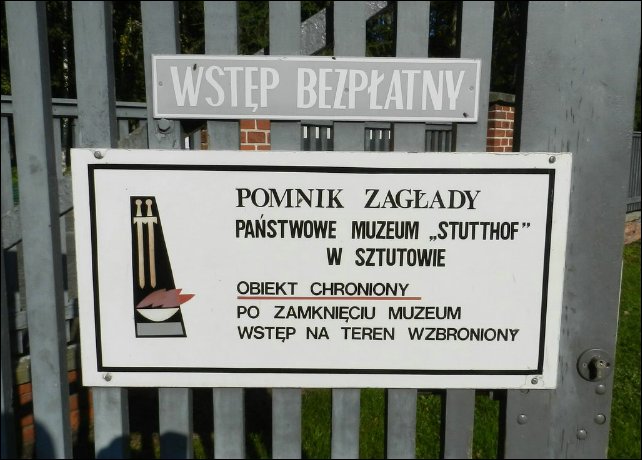 WSTĘP BEZPŁATNY
POMNIK ZAGŁADY
PAŃSTWOWE MUZEUM „STUTTHOF”
W SZTUTOWIE
OBIEKT CHRONIONY
PO ZAMKNIĘCIU MUZEUM
WSTĘP NA TEREN WZBRONIONY